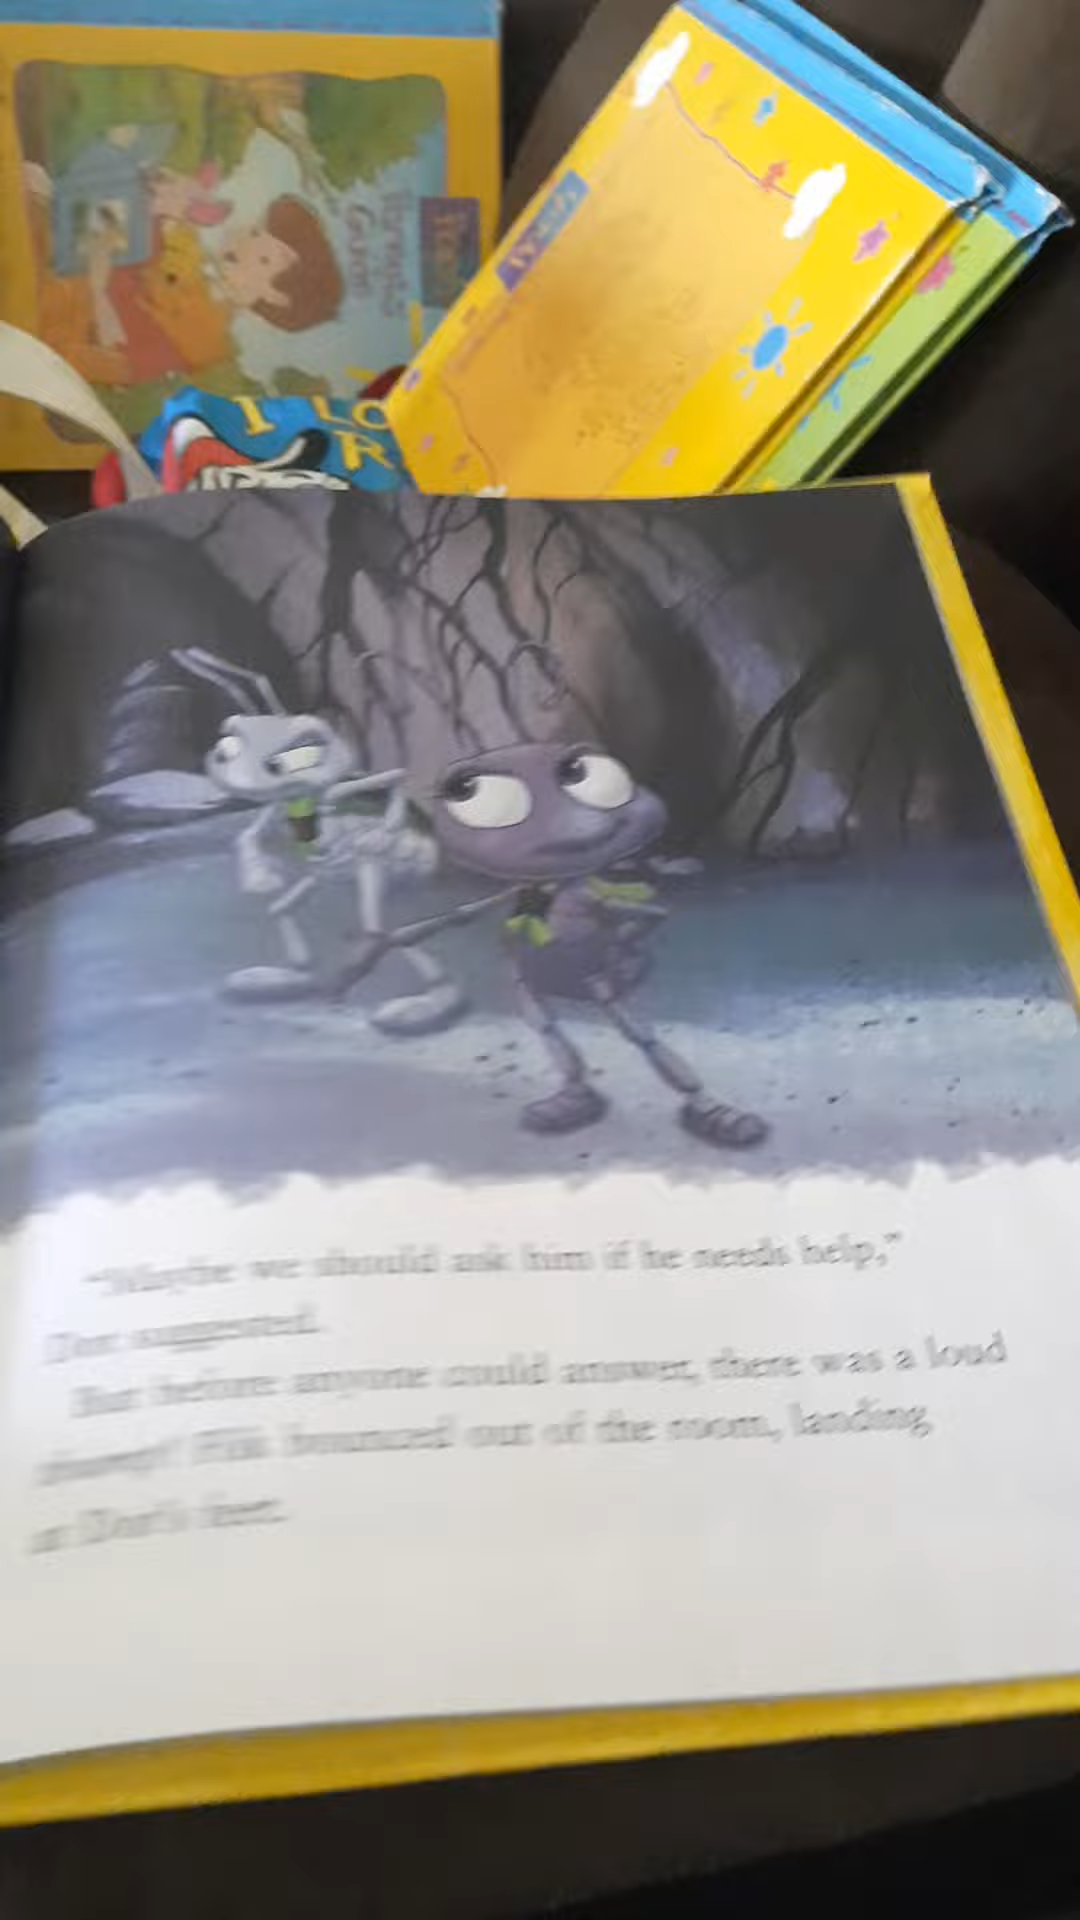 I LO
R
"Maybe we should ask him if he needs help,"
Dot suggested.
But before anyone could answer, there was a loud
Flik bounced out of the room, landing
at Dot's feet.